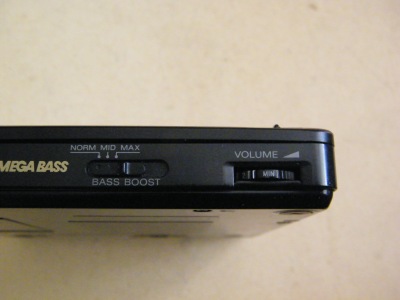 NORM MID MAX
MEGA BASS
BASS BOOST
VOLUME
MIN